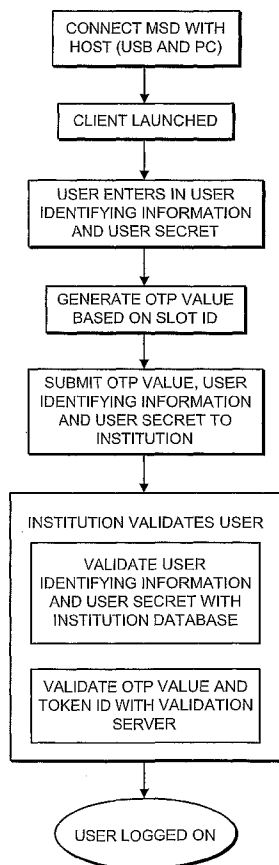 CONNECT MSD WITH
HOST (USB AND PC)
CLIENT LAUNCHED
USER ENTERS IN USER
IDENTIFYING INFORMATION
AND USER SECRET
GENERATE OTP VALUE
BASED ON SLOT ID
SUBMIT OTP VALUE, USER
IDENTIFYING INFORMATION
AND USER SECRET TO
INSTITUTION
INSTITUTION VALIDATES USER
VALIDATE USER
IDENTIFYING INFORMATION
AND USER SECRET WITH
INSTITUTION DATABASE
VALIDATE OTP VALUE AND
TOKEN ID WITH VALIDATION
SERVER
USER LOGGED ON